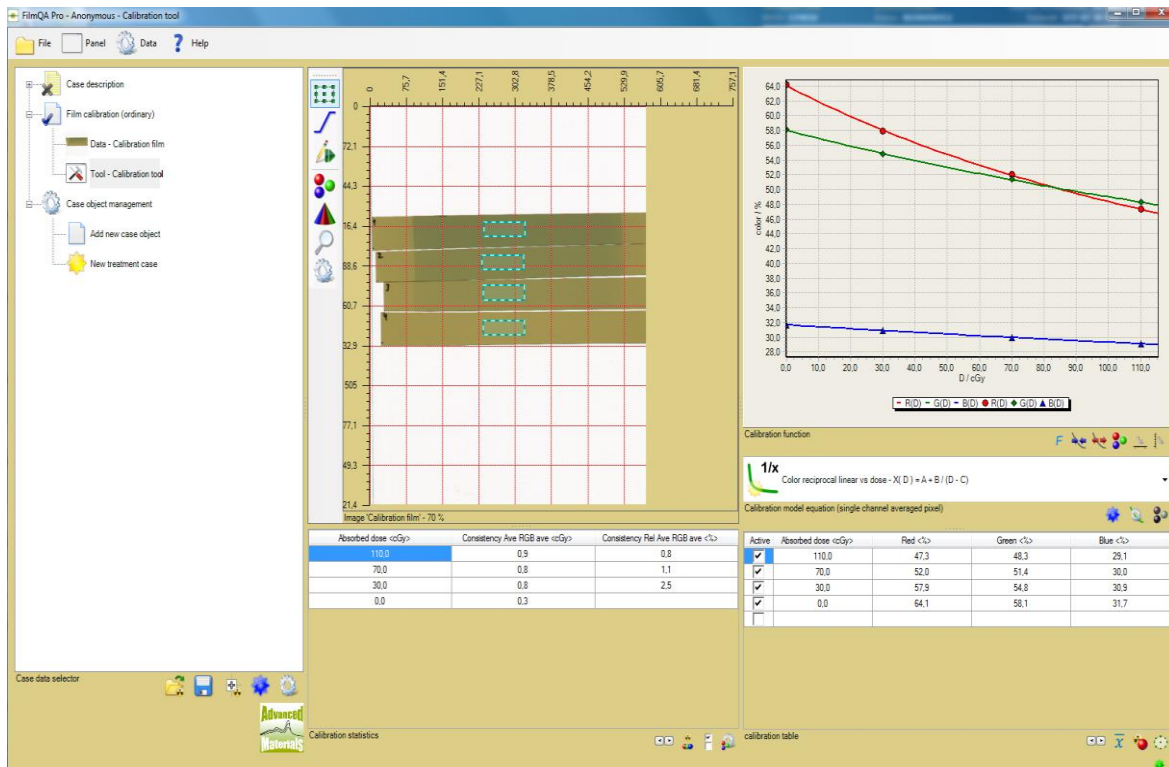 FilmQA Pro - Anonymous - Calibration tool
File Panel Data ? Help
Case description
Film calibration (ordinary)
Data - Calibration film
Tool - Calibration tool
Case object management
Add new case object
New treatment case
Case data selector
Advanced
Materials
0 75,7 151,4 227,1 302,8 378,5 454,2 529,9 605,7 681,4 757,1
0
72,1
44,3
16,4
88,6
60,7
32,9
505
77,1
49,3
21,4
Image 'Calibration film' - 70 %
Absorbed dose <cGy> Consistency Ave RGB ave <cGy> Consistency Rel Ave RGB ave <%>
110,0 0,9 0,8
70,0 0,8 1,1
30,0 0,8 2,5
0,0 0,3
Calibration statistics
color / %
64,0
62,0
60,0
58,0
56,0
54,0
52,0
50,0
48,0
46,0
44,0
42,0
40,0
38,0
36,0
34,0
32,0
30,0
28,0
0,0 10,0 20,0 30,0 40,0 50,0 60,0 70,0 80,0 90,0 100,0 110,0
D / cGy
R(D) G(D) B(D) R(D) G(D) B(D)
Calibration function
F
1/x
Color reciprocal linear vs dose - X( D ) = A + B / (D - C)
Calibration model equation (single channel averaged pixel)
Active Absorbed dose <cGy> Red <%> Green <%> Blue <%>
110,0 47,3 48,3 29,1
70,0 52,0 51,4 30,0
30,0 57,9 54,8 30,9
0,0 64,1 58,1 31,7
calibration table
x